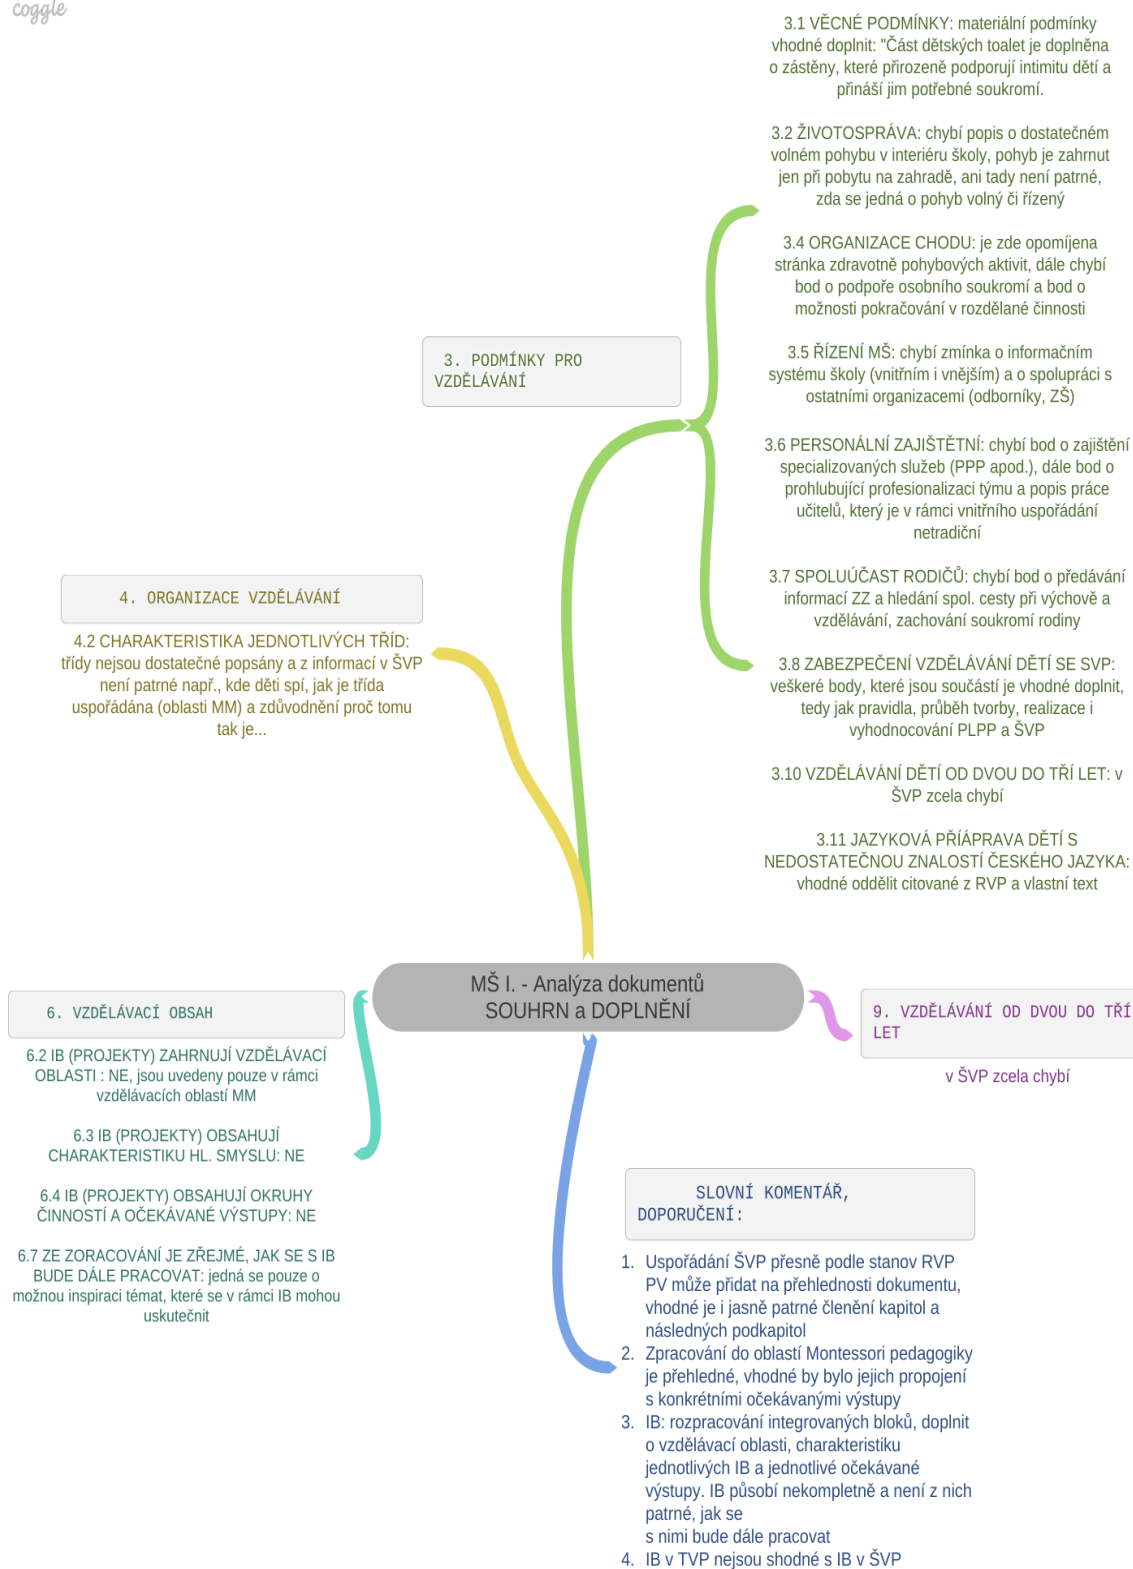 coggle
3.1 VĚCNÉ PODMÍNKY: materiální podmínky
vhodné doplnit: "Část dětských toalet je doplněna
o zástěny, které přirozeně podporují intimitu dětí a
přináší jim potřebné soukromí.
3.2 ŽIVOTOSPRÁVA: chybí popis o dostatečném
volném pohybu v interiéru školy, pohyb je zahrnut
jen při pobytu na zahradě, ani tady není patrné,
zda se jedná o pohyb volný či řízený
3.4 ORGANIZACE CHODU: je zde opomíjena
stránka zdravotně pohybových aktivit, dále chybí
bod o podpoře osobního soukromí a bod o
možnosti pokračování v rozdělané činnosti
3. PODMÍNKY PRO
VZDĚLÁVÁNÍ
3.5 ŘÍZENÍ MŠ: chybí zmínka o informačním
systému školy (vnitřním i vnějším) a o spolupráci s
ostatními organizacemi (odborníky, ZŠ)
3.6 PERSONÁLNÍ ZAJIŠTĚTNÍ: chybí bod o zajištění
specializovaných služeb (PPP apod.), dále bod o
prohlubující profesionalizaci týmu a popis práce
učitelů, který je v rámci vnitřního uspořádání
netradiční
3.7 SPOLUÚČAST RODIČŮ: chybí bod o předávání
informací ZZ a hledání spol. cesty při výchově a
vzdělávání, zachování soukromí rodiny
3.8 ZABEZPEČENÍ VZDĚLÁVÁNÍ DĚTÍ SE SVP:
veškeré body, které jsou součástí je vhodné doplnit,
tedy jak pravidla, průběh tvorby, realizace i
vyhodnocování PLPP a ŠVP
3.10 VZDĚLÁVÁNÍ DĚTÍ OD DVOU DO TŘÍ LET: v
ŠVP zcela chybí
3.11 JAZYKOVÁ PŘÍÁPRAVA DĚTÍ S
NEDOSTATEČNOU ZNALOSTÍ ČESKÉHO JAZYKA:
vhodné oddělit citované z RVP a vlastní text
4. ORGANIZACE VZDĚLÁVÁNÍ
4.2 CHARAKTERISTIKA JEDNOTLIVÝCH TŘÍD:
třídy nejsou dostatečné popsány a z informací v ŠVP
není patrné např., kde děti spí, jak je třída
uspořádána (oblasti MM) a zdůvodnění proč tomu
tak je...
MŠ I. - Analýza dokumentů
SOUHRN a DOPLNĚNÍ
6. VZDĚLÁVACÍ OBSAH
6.2 IB (PROJEKTY) ZAHRNUJÍ VZDĚLÁVACÍ
OBLASTI : NE, jsou uvedeny pouze v rámci
vzdělávacích oblastí MM
6.3 IB (PROJEKTY) OBSAHUJÍ
CHARAKTERISTIKU HL. SMYSLU: NE
6.4 IB (PROJEKTY) OBSAHUJÍ OKRUHY
ČINNOSTÍ A OČEKÁVANÉ VÝSTUPY: NE
6.7 ZE ZORACOVÁNÍ JE ZŘEJMÉ, JAK SE S IB
BUDE DÁLE PRACOVAT: jedná se pouze o
možnou inspiraci témat, které se v rámci IB mohou
uskutečnit
9. VZDĚLÁVÁNÍ OD DVOU DO TŘÍ
LET
v ŠVP zcela chybí
SLOVNÍ KOMENTÁŘ,
DOPORUČENÍ:
1. Uspořádání ŠVP přesně podle stanov RVP
PV může přidat na přehlednosti dokumentu,
vhodné je i jasně patrné členění kapitol a
následných podkapitol
2. Zpracování do oblastí Montessori pedagogiky
je přehledné, vhodné by bylo jejich propojení
s konkrétními očekávanými výstupy
3. IB: rozpracování integrovaných bloků, doplnit
o vzdělávací oblasti, charakteristiku
jednotlivých IB a jednotlivé očekávané
výstupy. IB působí nekompletně a není z nich
patrné, jak se
s nimi bude dále pracovat
4. IB v TVP nejsou shodné s IB v ŠVP